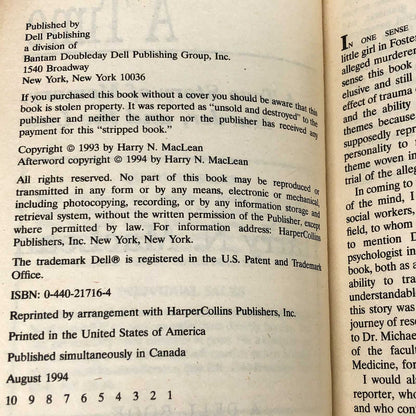 Published by
Dell Publishing
a division of
Bantam Doubleday Dell Publishing Group, Inc.
1540 Broadway
New York, New York 10036
If you purchased this book without a cover you should be aware that this
book is stolen property. It was reported as "unsold and destroyed" to the
publisher and neither the author nor the publisher has received any
payment for this "stripped book."
Copyright © 1993 by Harry N. MacLean
Afterword copyright © 1994 by Harry N. MacLean
All rights reserved. No part of this book may be reproduced or
transmitted in any form or by any means, electronic or mechanical,
including photocopying, recording, or by any information storage and
retrieval system, without the written permission of the Publisher, except
where permitted by law. For information address: HarperCollins
Publishers, Inc. New York, New York.
The trademark Dell® is registered in the U.S. Patent and Trademark
Office.
ISBN: 0-440-21716-4
Reprinted by arrangement with HarperCollins Publishers, Inc.
Printed in the United States of America
Published simultaneously in Canada
August 1994
10 9 8 7 6 5 4 3 2 1
IN ONE SENSE
little girl in Foste
alleged murderer
sense this book
elusive and still
effect of trauma
and the ability
themes because
supposedly repre
personality to
theme woven in
trial of the alleg
In coming to
of the mind, I
social workers,
field, to whom
to mention
psychologist in
book, both as a
ability to tra
understandabl
this story was
journey of rese
to Dr. Michae
of the facult
Medicine, for
I would also
reporter, who
and who con